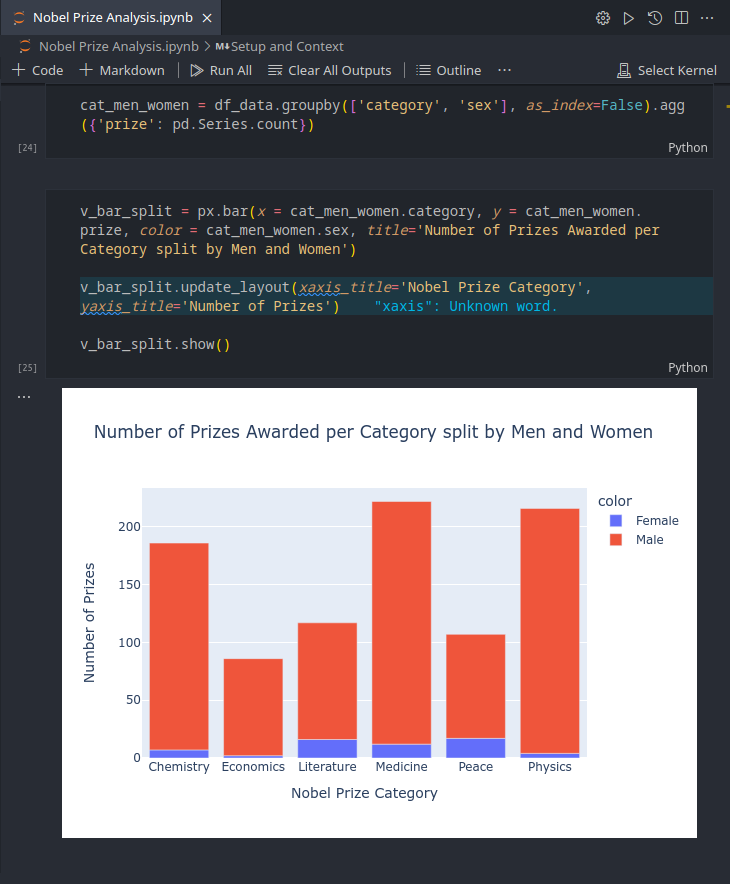 Nobel Prize Analysis.ipynb ×
Nobel Prize Analysis.ipynb > M↓Setup and Context
+ Code + Markdown Run All Clear All Outputs Outline ··· Select Kernel
cat_men_women = df_data.groupby(['category', 'sex'], as_index=False).agg
({'prize': pd.Series.count})
[24]
Python
v_bar_split = px.bar(x = cat_men_women.category, y = cat_men_women.
prize, color = cat_men_women.sex, title='Number of Prizes Awarded per
Category split by Men and Women')
v_bar_split.update_layout(xaxis_title='Nobel Prize Category',
yaxis_title='Number of Prizes') "xaxis": Unknown word.
v_bar_split.show()
[25]
Python
...
Number of Prizes Awarded per Category split by Men and Women
color
Female
Male
200
150
100
50
0
Number of Prizes
Chemistry Economics Literature Medicine Peace Physics
Nobel Prize Category